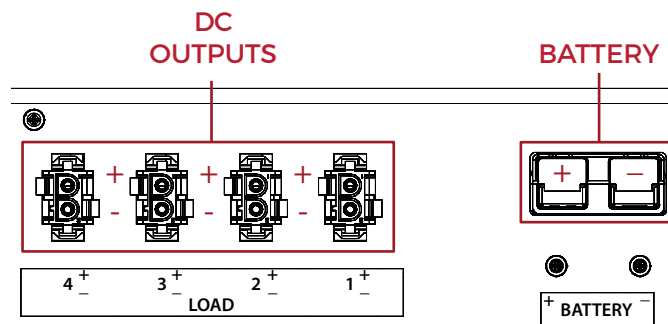 DC
OUTPUTS
BATTERY
+ + +
- - -
+ −
4 + − 3 + − 2 + − 1 + −
LOAD
+ BATTERY −